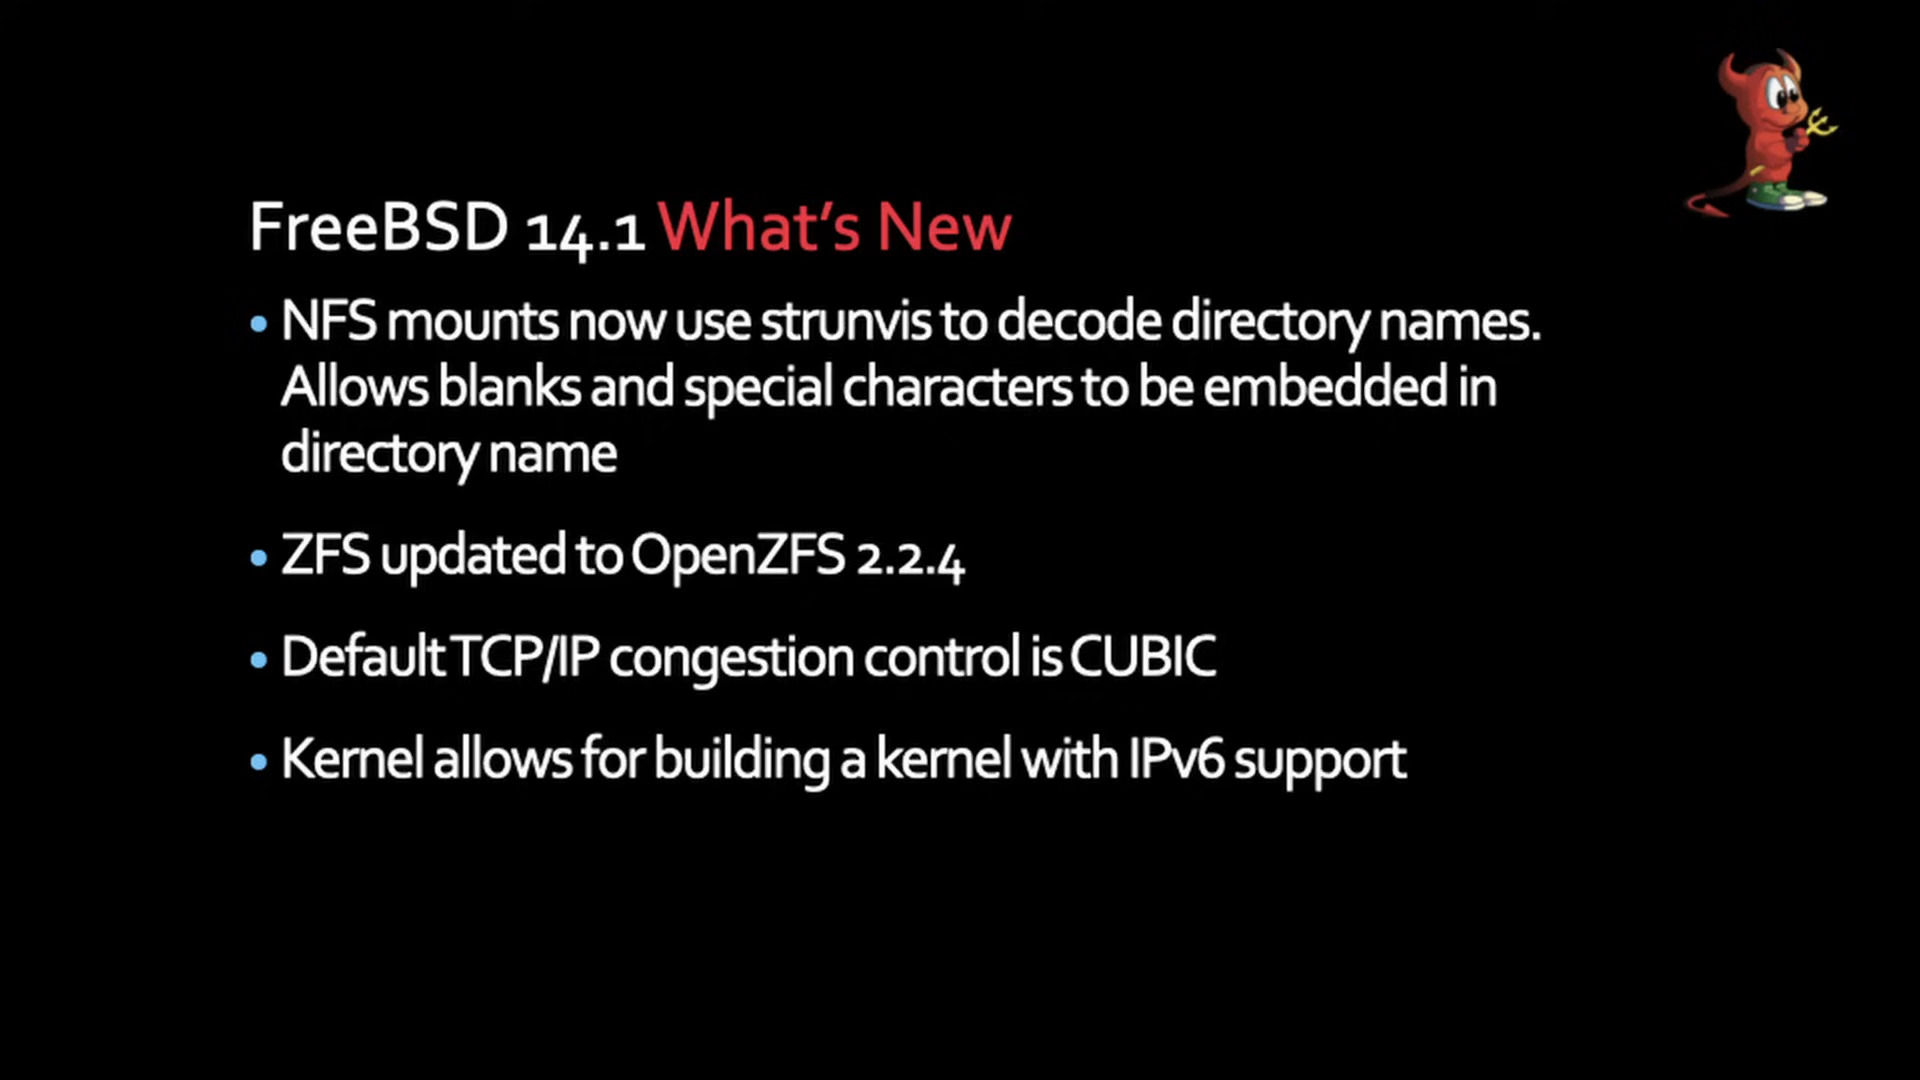 FreeBSD 14.1 What's New
• NFS mounts now use strunvis to decode directory names.
Allows blanks and special characters to be embedded in
directory name
• ZFS updated to OpenZFS 2.2.4
• Default TCP/IP congestion control is CUBIC
• Kernel allows for building a kernel with IPv6 support